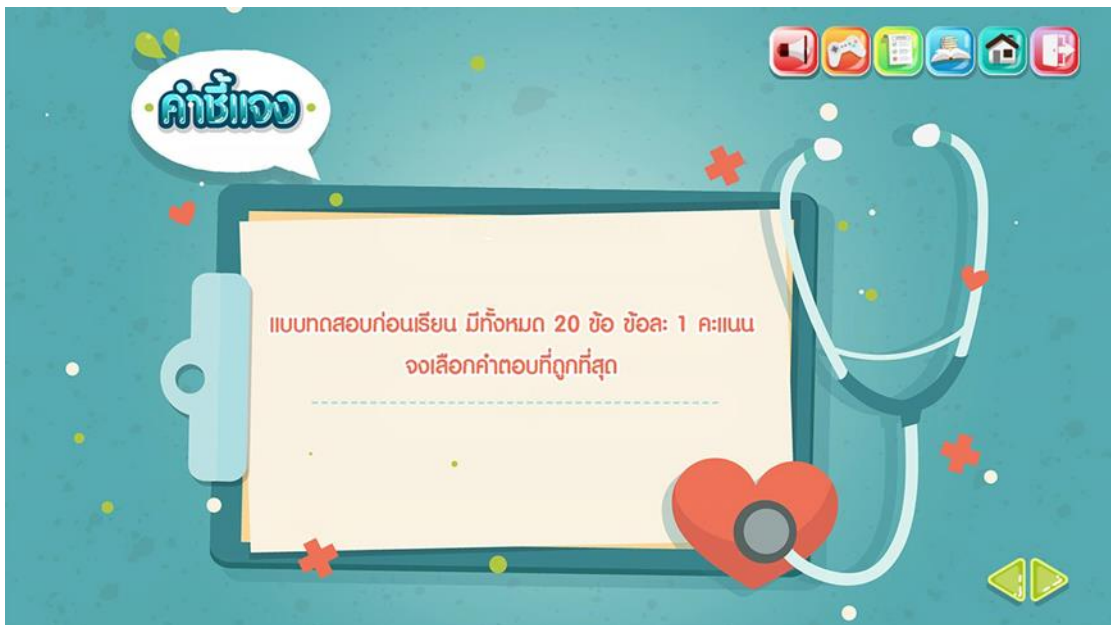 คำชี้แจง
แบบทดสอบก่อนเรียน มีทั้งหมด 20 ข้อ ข้อละ 1 คะแนน
จงเลือกคำตอบที่ถูกที่สุด